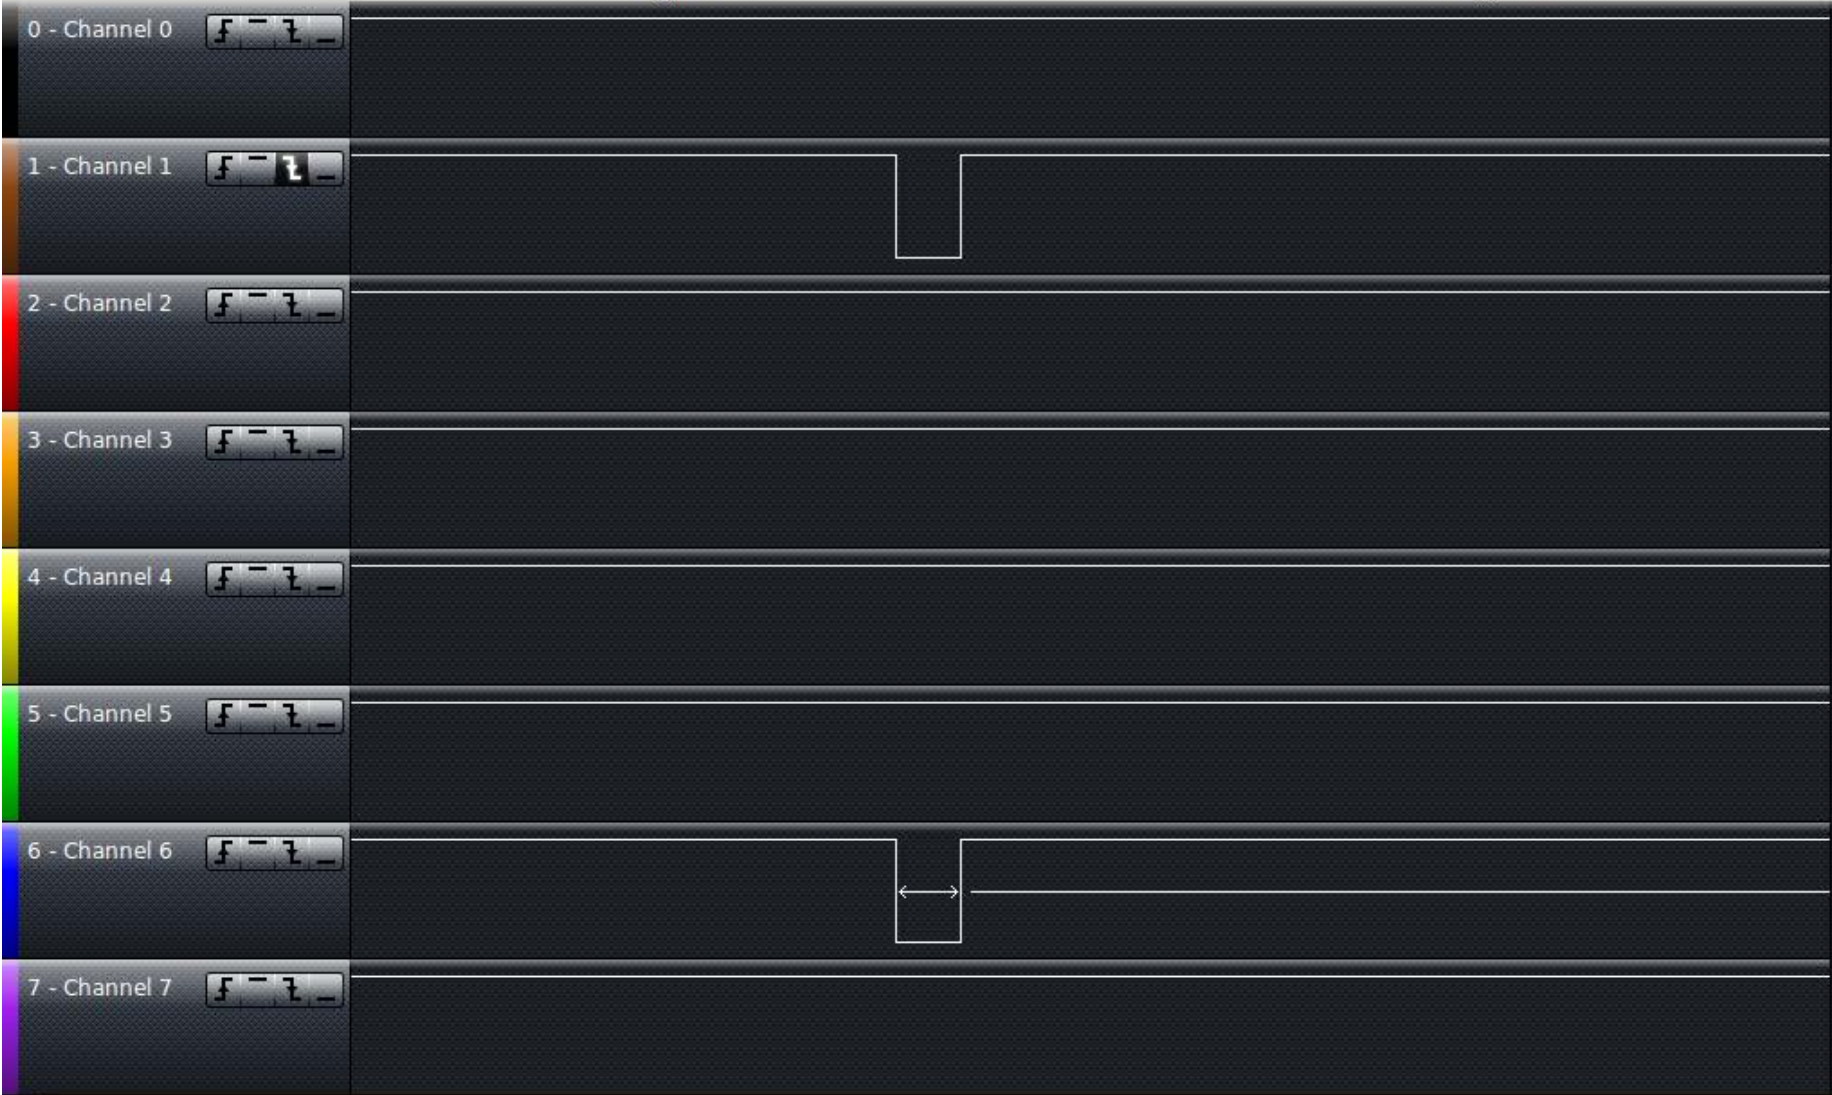 0 - Channel 0
1 - Channel 1
2 - Channel 2
3 - Channel 3
4 - Channel 4
5 - Channel 5
6 - Channel 6
7 - Channel 7